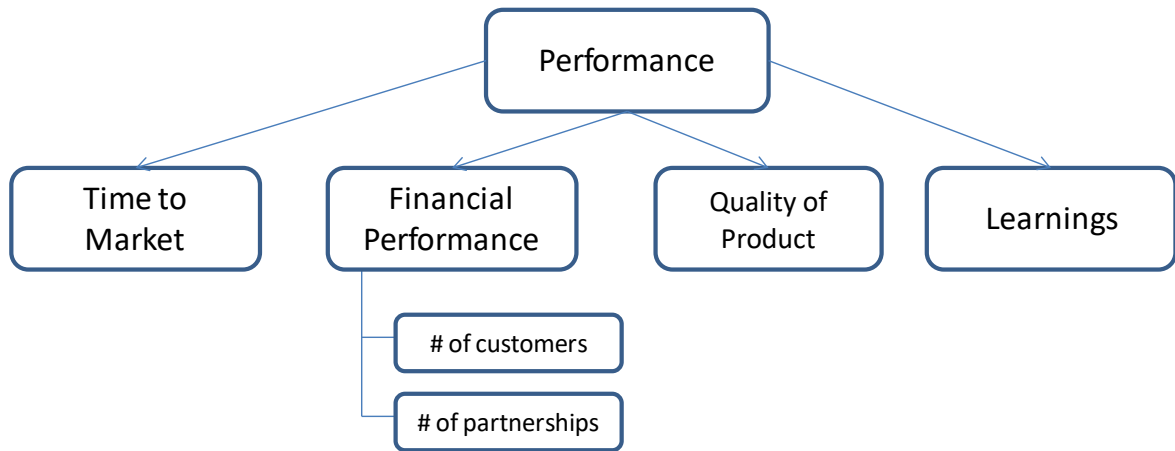 Performance
Time to
Market
Financial
Performance
Quality of
Product
Learnings
# of customers
# of partnerships